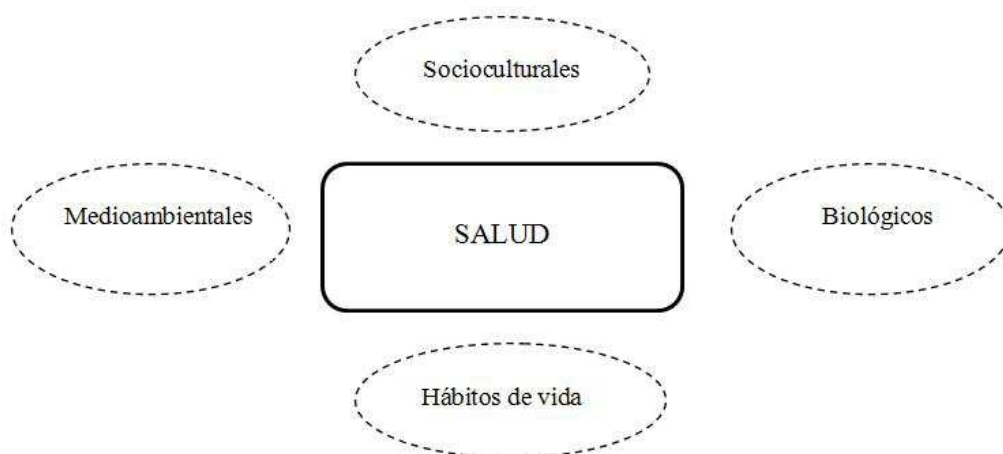 Socioculturales
Medioambientales
SALUD
Biológicos
Hábitos de vida